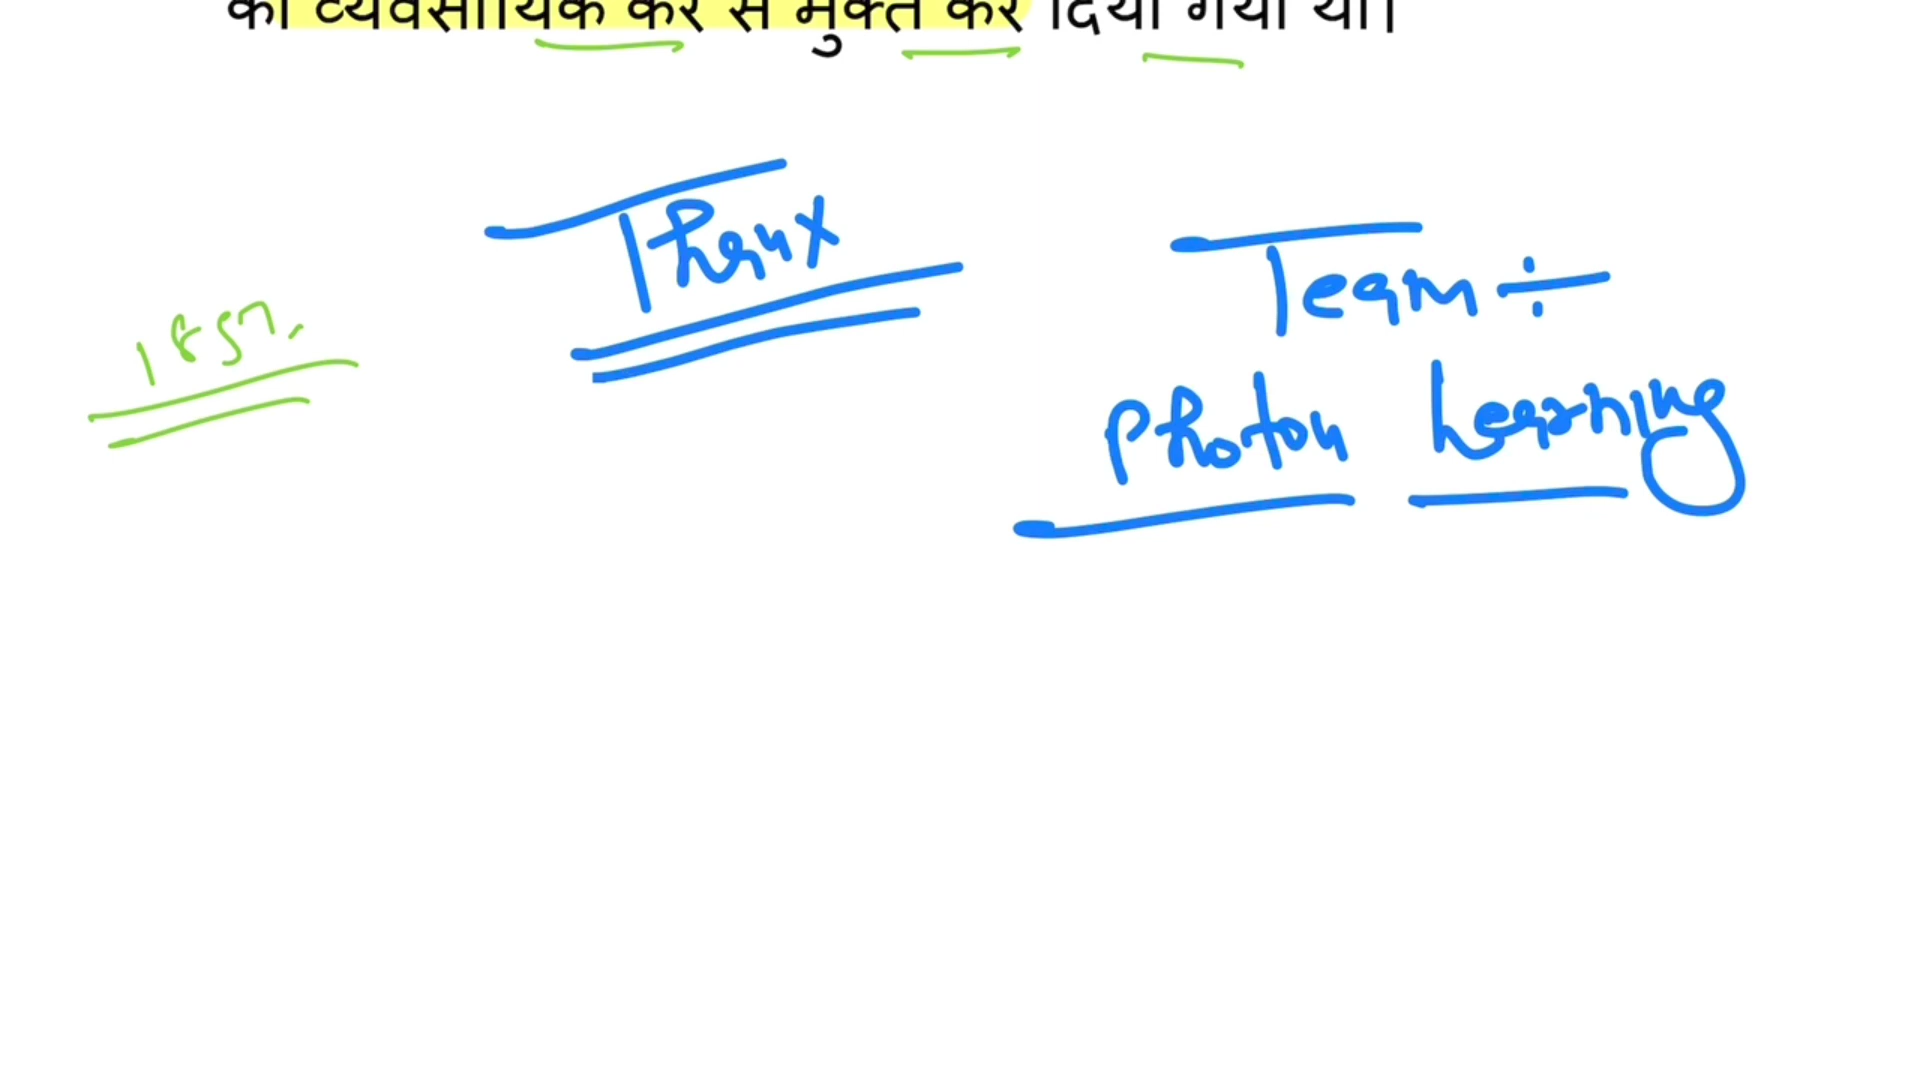 को व्यवसायिक कर से मुक्त कर दिया गया था।
Thanx
1857.
Team ÷
Photon Learning